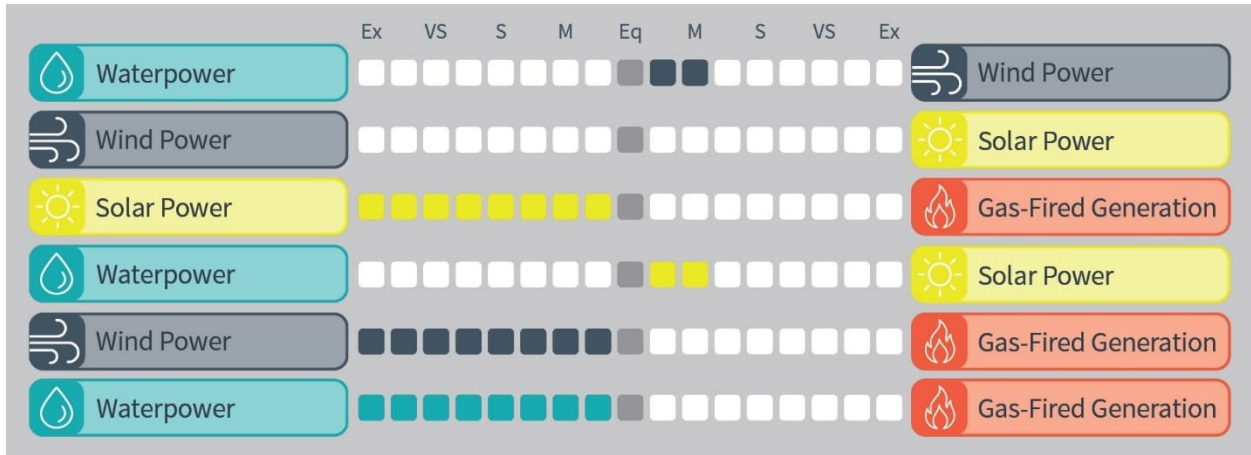 Ex VS S M Eq M S VS Ex
Waterpower Wind Power
Wind Power Solar Power
Solar Power Gas-Fired Generation
Waterpower Solar Power
Wind Power Gas-Fired Generation
Waterpower Gas-Fired Generation